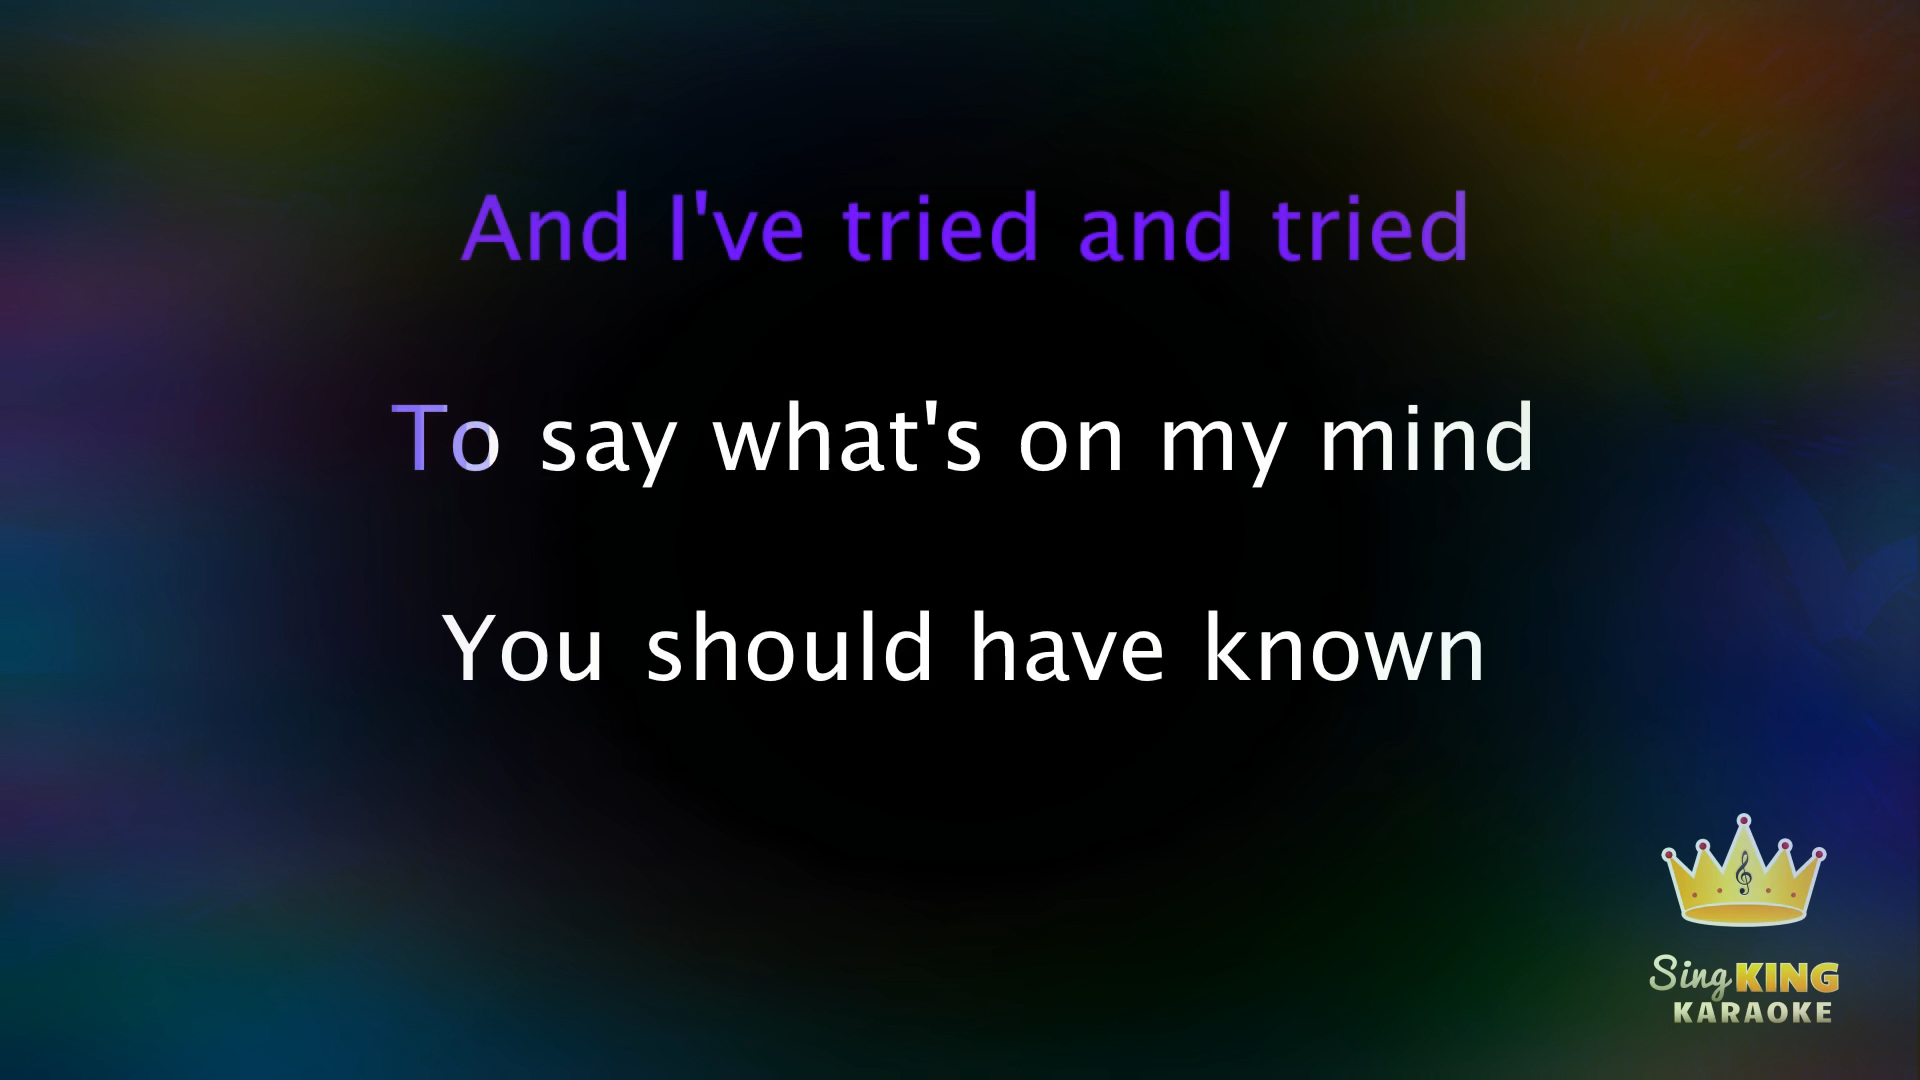 And I've tried and tried
To say what's on my mind
You should have known
Sing KING
KARAOKE